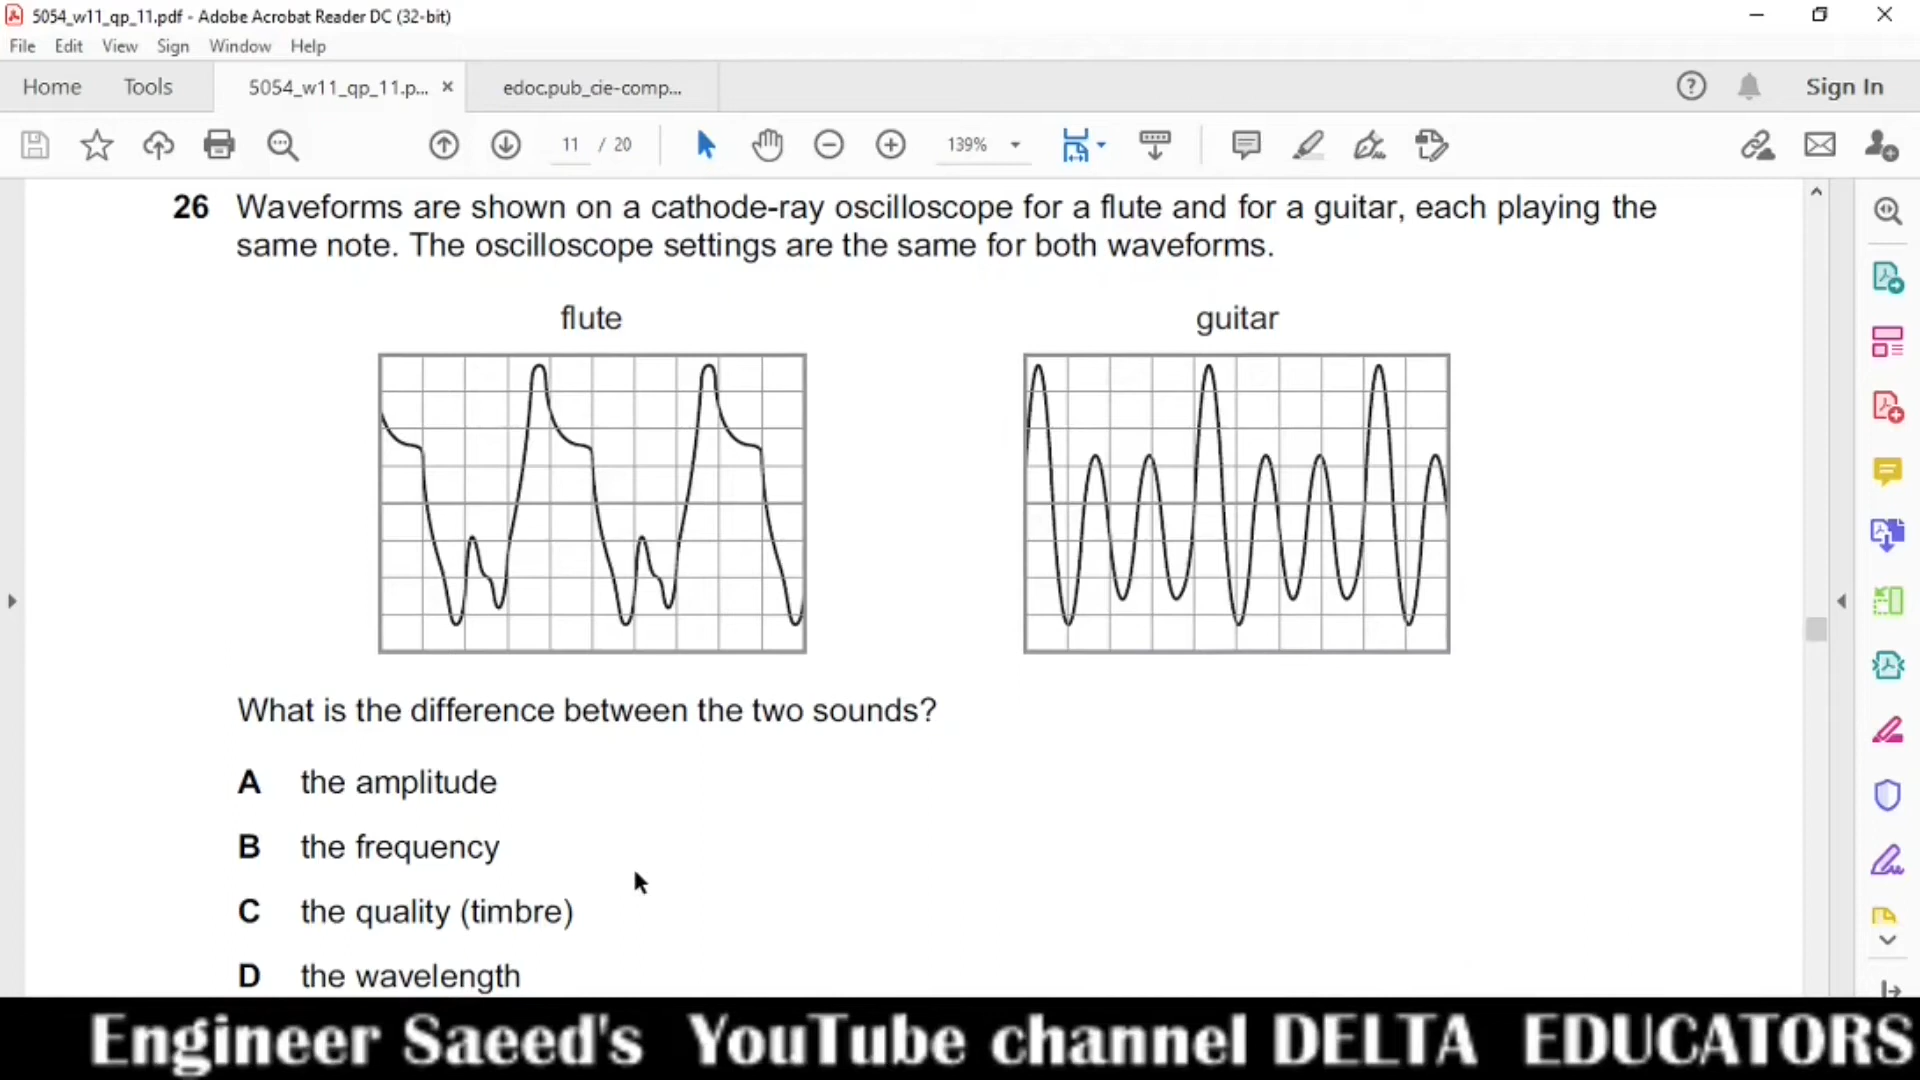 5054_w11_qp_11.pdf - Adobe Acrobat Reader DC (32-bit)
File Edit View Sign Window Help
Home Tools 5054_w11_qp_11.p... × edoc.pub_cie-comp... Sign In
11 / 20 139%
26 Waveforms are shown on a cathode-ray oscilloscope for a flute and for a guitar, each playing the
same note. The oscilloscope settings are the same for both waveforms.
flute guitar
What is the difference between the two sounds?
A the amplitude
B the frequency
C the quality (timbre)
D the wavelength
Engineer Saeed's YouTube channel DELTA EDUCATORS